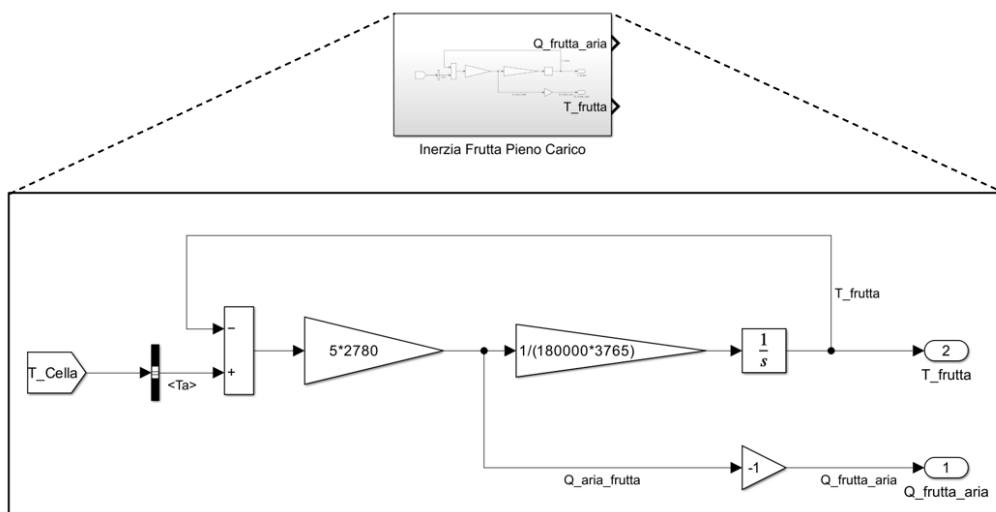 Q_frutta_aria
T_frutta
Inerzia Frutta Pieno Carico
T_frutta
−
5*2780
1/(180000*3765)
1
s
2
T_Cella
+
<Ta>
T_frutta
-1
1
Q_aria_frutta
Q_frutta_aria
Q_frutta_aria